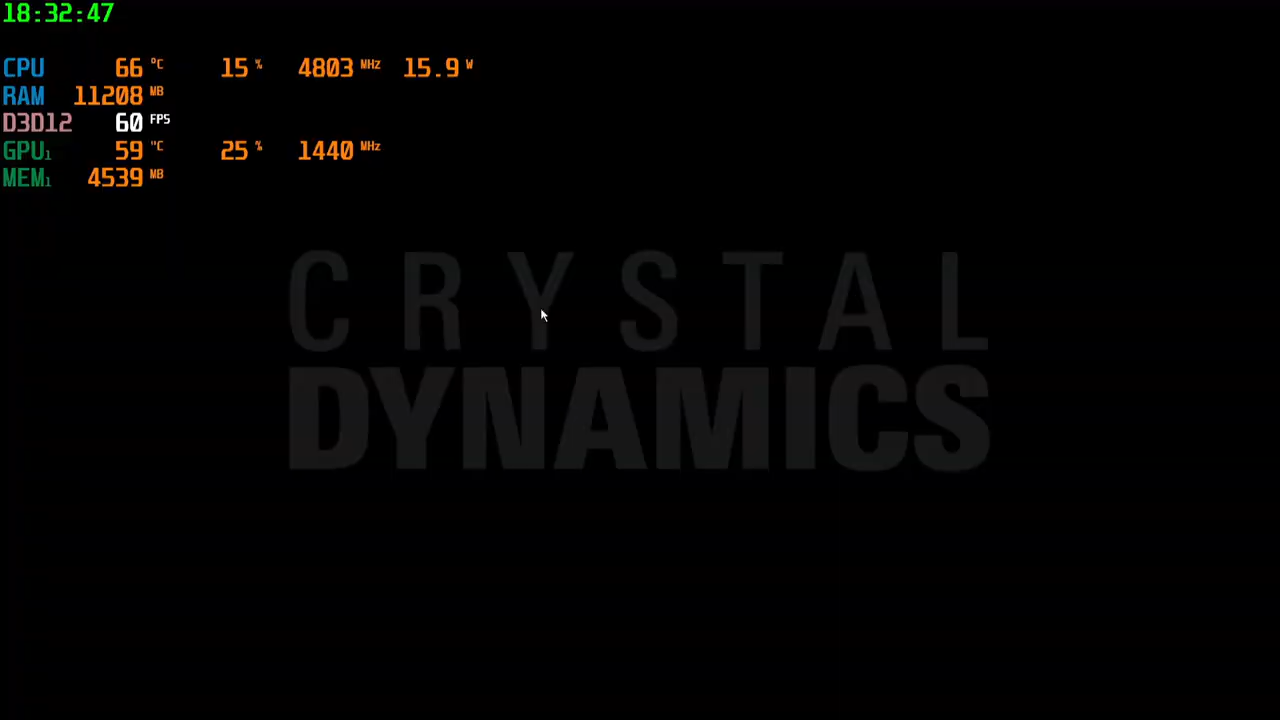 18:32:47
CPU 66 °C 15 % 4803 MHz 15.9 W
RAM 11208 MB
D3D12 60 FPS
GPU1 59 °C 25 % 1440 MHz
MEM1 4539 MB
CRYSTAL
DYNAMICS